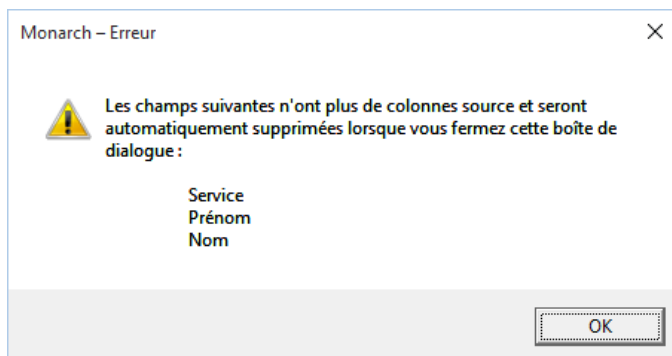 Monarch – Erreur
Les champs suivantes n'ont plus de colonnes source et seront
automatiquement supprimées lorsque vous fermez cette boîte de
dialogue :
Service
Prénom
Nom
OK